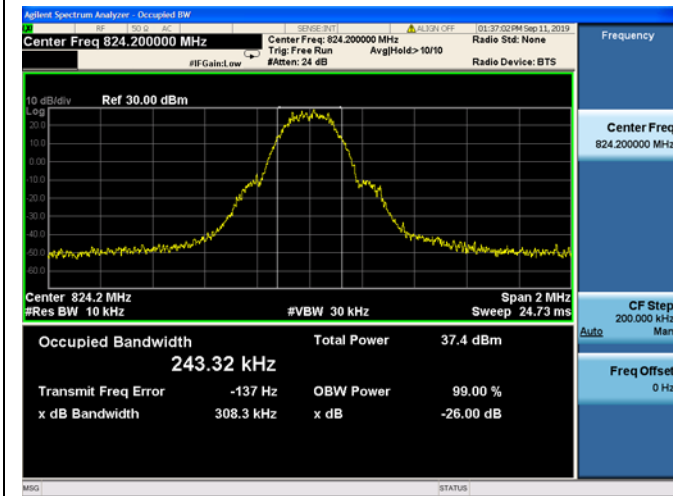 Agilent Spectrum Analyzer - Occupied BW
RF 50 Ω AC SENSE:INT ALIGN OFF 01:37:02 PM Sep 11, 2019
Center Freq 824.200000 MHz Center Freq: 824.200000 MHz Radio Std: None
Trig: Free Run Avg|Hold:> 10/10
#IFGain:Low #Atten: 24 dB Radio Device: BTS
Frequency
10 dB/div Ref 30.00 dBm
Log
20.0
10.0
0.00
-10.0
-20.0
-30.0
-40.0
-50.0
-60.0
Center 824.2 MHz Span 2 MHz
#Res BW 10 kHz #VBW 30 kHz Sweep 24.73 ms
Occupied Bandwidth Total Power 37.4 dBm
243.32 kHz
Transmit Freq Error -137 Hz OBW Power 99.00 %
x dB Bandwidth 308.3 kHz x dB -26.00 dB
Center Freq
824.200000 MHz
CF Step
200.000 kHz
Auto Man
Freq Offset
0 Hz
MSG STATUS